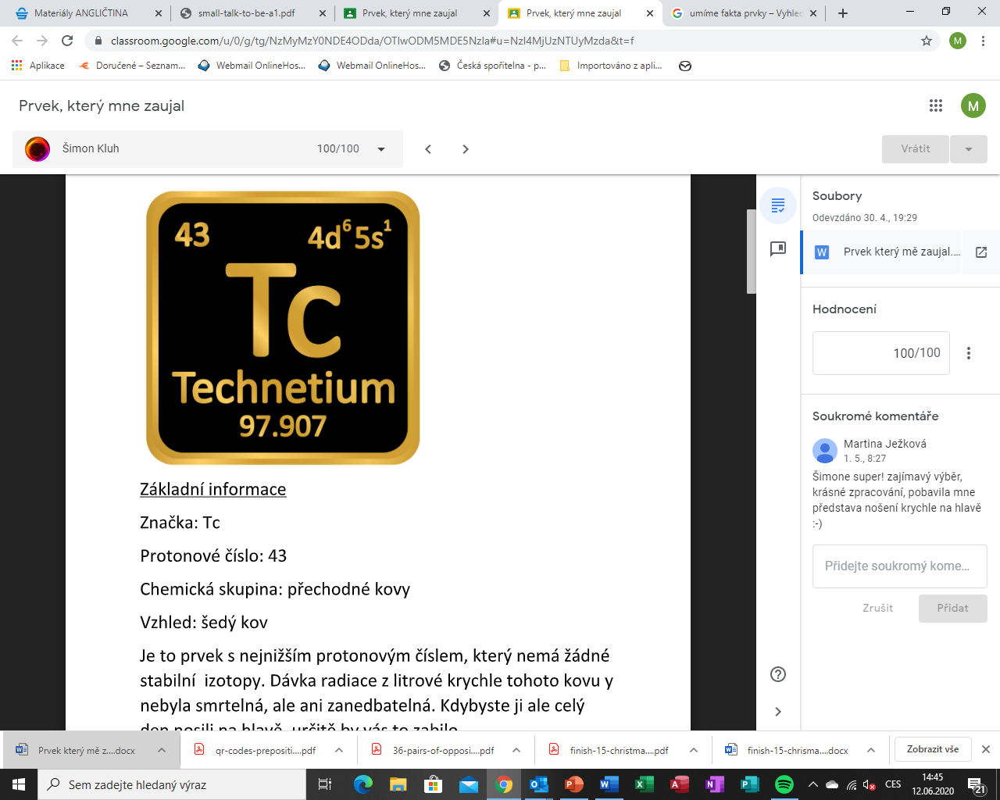 Materiály ANGLIČTINA
small-talk-to-be-a1.pdf
Prvek, který mne zaujal
Prvek, který mne zaujal
umíme fakta prvky – Vyhled
classroom.google.com/u/0/g/tg/NzMyMzY0NDE4ODda/OTIwODM5MDE5NzIa#u=NzI4MjUzNTUyMzda&t=f
M
Aplikace
Doručené – Seznam...
Webmail OnlineHos...
Webmail OnlineHos...
Česká spořitelna - p...
Importováno z apli...
Prvek, který mne zaujal
M
Šimon Kluh
100/100
Vrátit
43
4d6 5s1
Tc
Technetium
97.907
Základní informace
Značka: Tc
Protonové číslo: 43
Chemická skupina: přechodné kovy
Vzhled: šedý kov
Je to prvek s nejnižším protonovým číslem, který nemá žádné
stabilní  izotopy. Dávka radiace z litrové krychle tohoto kovu y
nebyla smrtelná, ale ani zanedbatelná. Kdybyste ji ale celý
den nosili na hlavě, určitě by vás to zabilo.
Soubory
Odevzdáno 30. 4., 19:29
W
Prvek který mě zaujal....
Hodnocení
100/100
Soukromé komentáře
Martina Ježková
1. 5., 8:27
Šimone super! zajímavý výběr,
krásné zpracování, pobavila mne
představa nošení krychle na hlavě
:-)
Přidejte soukromý kome...
Zrušit
Přidat
Prvek který mě z....docx
qr-codes-prepositi....pdf
36-pairs-of-opposi....pdf
finish-15-christma....pdf
finish-15-chrisma....docx
Zobrazit vše
Sem zadejte hledaný výraz
CES
14:45
12.06.2020
21